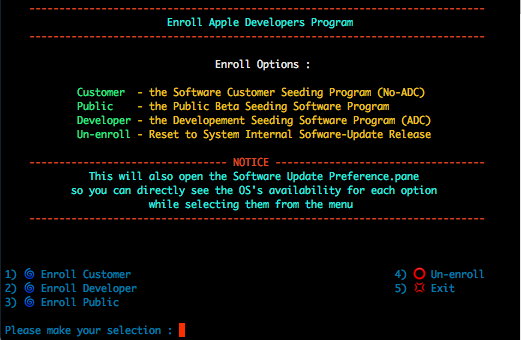 Enroll Apple Developers Program
Enroll Options :
Customer - the Software Customer Seeding Program (No-ADC)
Public - the Public Beta Seeding Software Program
Developer - the Developement Seeding Software Program (ADC)
Un-enroll - Reset to System Internal Sofware-Update Release
NOTICE
This will also open the Software Update Preference.pane
so you can directly see the OS's availability for each option
while selecting them from the menu
1) 🌀 Enroll Customer
2) 🌀 Enroll Developer
3) 🌀 Enroll Public
4) ⭕ Un-enroll
5) 💢 Exit
Please make your selection :